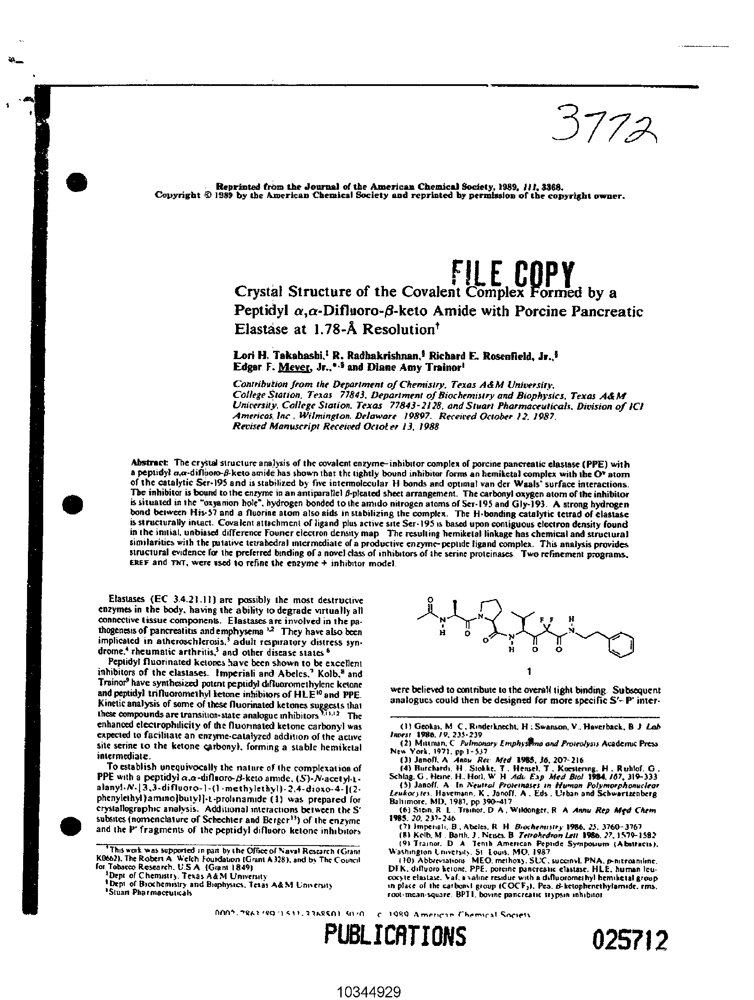 3772
Reprinted from the Journal of the American Chemical Society, 1989, 111, 3368.
Copyright © 1989 by the American Chemical Society and reprinted by permission of the copyright owner.
FILE COPY
Crystal Structure of the Covalent Complex Formed by a
Peptidyl α,α-Difluoro-β-keto Amide with Porcine Pancreatic
Elastase at 1.78-Å Resolution†
Lori H. Takahashi,‡ R. Radhakrishnan,§ Richard E. Rosenfield, Jr.,§
Edgar F. Meyer, Jr.,*,§ and Diane Amy Trainor
Contribution from the Department of Chemistry, Texas A&M University,
College Station, Texas 77843, Department of Biochemistry and Biophysics, Texas A&M
University, College Station, Texas 77843-2128, and Stuart Pharmaceuticals, Division of ICI
Americas, Inc., Wilmington, Delaware 19897. Received October 12, 1987.
Revised Manuscript Received October 13, 1988
Abstract: The crystal structure analysis of the covalent enzyme-inhibitor complex of porcine pancreatic elastase (PPE) with
a peptidyl α,α-difluoro-β-keto amide has shown that the tightly bound inhibitor forms an hemiketal complex with the Oγ atom
of the catalytic Ser-195 and is stabilized by five intermolecular H bonds and optimal van der Waals' surface interactions.
The inhibitor is bound to the enzyme in an antiparallel β-pleated sheet arrangement. The carbonyl oxygen atom of the inhibitor
is situated in the "oxyanion hole", hydrogen bonded to the amido nitrogen atoms of Ser-195 and Gly-193. A strong hydrogen
bond between His-57 and a fluorine atom also aids in stabilizing the complex. The H-bonding catalytic tetrad of elastase
is structurally intact. Covalent attachment of ligand plus active site Ser-195 is based upon contiguous electron density found
in the initial, unbiased difference Fourier electron density map. The resulting hemiketal linkage has chemical and structural
similarities with the putative tetrahedral intermediate of a productive enzyme-peptide ligand complex. This analysis provides
structural evidence for the preferred binding of a novel class of inhibitors of the serine proteinases. Two refinement programs,
EREF and TNT, were used to refine the enzyme + inhibitor model.
Elastases (EC 3.4.21.11) are possibly the most destructive
enzymes in the body, having the ability to degrade virtually all
connective tissue components. Elastases are involved in the pa-
thogenesis of pancreatitis and emphysema.1,2 They have also been
implicated in atherosclerosis,3 adult respiratory distress syn-
drome,4 rheumatic arthritis,5 and other disease states.6
Peptidyl fluorinated ketones have been shown to be excellent
inhibitors of the elastases. Imperiali and Abeles,7 Kolb,8 and
Trainor9 have synthesized potent peptidyl difluoromethylene ketone
and peptidyl trifluoromethyl ketone inhibitors of HLE10 and PPE.
Kinetic analysis of some of these fluorinated ketones suggests that
these compounds are transition-state analogue inhibitors. The
enhanced electrophilicity of the fluorinated ketone carbonyl was
expected to facilitate an enzyme-catalyzed addition of the active
site serine to the ketone carbonyl, forming a stable hemiketal
intermediate.
To establish unequivocally the nature of the complexation of
PPE with a peptidyl α,α-difluoro-β-keto amide, (S)-N-acetyl-L-
alanyl-N-[3,3-difluoro-1-(1-methylethyl)-2,4-dioxo-4-[(2-
phenylethyl)amino]butyl]-L-prolinamide (1) was prepared for
crystallographic analysis. Additional interactions between the S'
subsites (nomenclature of Schechter and Berger) of the enzyme
and the P' fragments of the peptidyl difluoro ketone inhibitors
†This work was supported in part by the Office of Naval Research (Grant
K0662), The Robert A. Welch Foundation (Grant A328), and by The Council
for Tobacco Research, U.S.A. (Grant 1849)
‡Dept of Chemistry, Texas A&M University
§Dept of Biochemistry and Biophysics, Texas A&M University
Stuart Pharmaceuticals
O O F F H
N N N
H O H O O
1
were believed to contribute to the overall tight binding. Subsequent
analogues could then be designed for more specific S'- P' inter-
(1) Geokas, M. C.; Rinderknecht, H.; Swanson, V.; Haverback, B. J. Lab
Invest. 1986, 19, 235-239
(2) Mittman, C. Pulmonary Emphysema and Proteolysis; Academic Press
New York, 1971; pp 1-537
(3) Janoff, A. Annu Rev Med 1985, 36, 207-216
(4) Burchardi, H.; Stokke, T.; Hensel, T.; Koestering, H.; Ruhlof, G.;
Schlag, G.; Heine, H.; Horl, W. H. Adv. Exp Med Biol 1984, 167, 319-333
(5) Janoff, A. In Neutral Proteinases in Human Polymorphonuclear
Leukocytes; Havemann, K., Janoff, A., Eds.; Urban and Schwartzenberg
Baltimore, MD, 1981; pp 390-417
(6) Stein, R. L.; Trainor, D. A.; Wildonger, R. A. Annu Rep Med Chem
1985, 20, 237-246
(7) Imperiali, B.; Abeles, R. H. Biochemistry 1986, 25, 3760-3767
(8) Kolb, M.; Barth, J.; Neises, B. Tetrahedron Lett 1986, 27, 1579-1582
(9) Trainor, D. A. Tenth American Peptide Symposium (Abstracts),
Washington University, St. Louis, MO, 1987
(10) Abbreviations: MEO, methoxy; SUC, succinyl; PNA, p-nitroaniline;
DFK, difluoro ketone; PPE, porcine pancreatic elastase; HLE, human leu-
cocyte elastase; Vaf, a valine residue with a difluoromethyl hemiketal group
in place of the carbonyl group (COCF2); Pea, β-ketophenethylamide; rms,
root-mean-square; BPTI, bovine pancreatic trypsin inhibitor
© 1989 American Chemical Society
PUBLICATIONS
025712
10344929